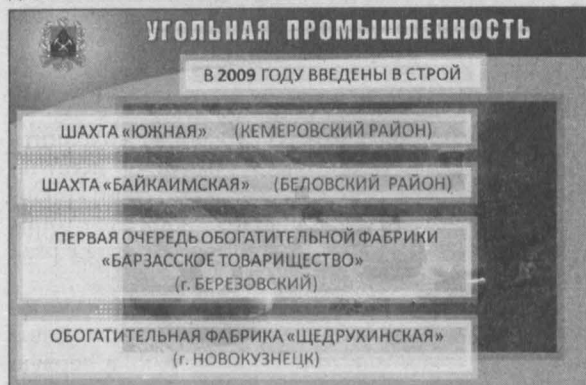 УГОЛЬНАЯ ПРОМЫШЛЕННОСТЬ
В 2009 ГОДУ ВВЕДЕНЫ В СТРОЙ
ШАХТА «ЮЖНАЯ» (КЕМЕРОВСКИЙ РАЙОН)
ШАХТА «БАЙКАИМСКАЯ» (БЕЛОВСКИЙ РАЙОН)
ПЕРВАЯ ОЧЕРЕДЬ ОБОГАТИТЕЛЬНОЙ ФАБРИКИ
«БАРЗАССКОЕ ТОВАРИЩЕСТВО»
(г. БЕРЕЗОВСКИЙ)
ОБОГАТИТЕЛЬНАЯ ФАБРИКА «ЩЕДРУХИНСКАЯ»
(г. НОВОКУЗНЕЦК)